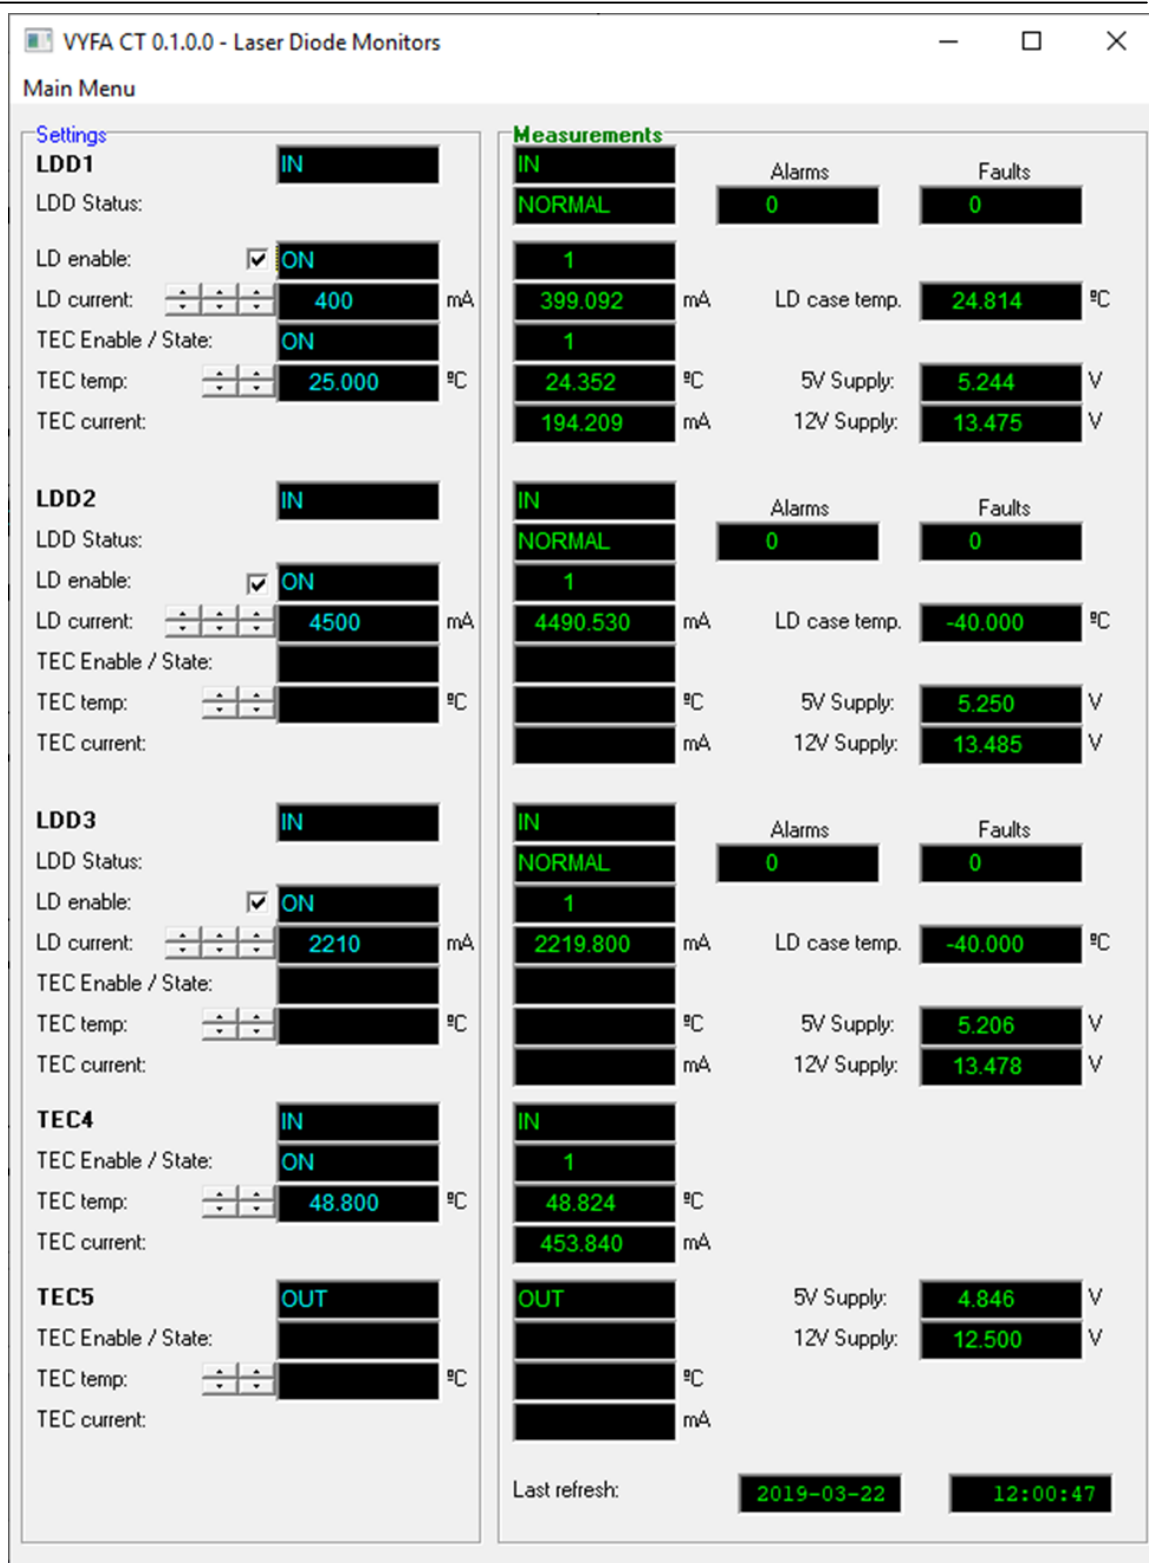 VYFA CT 0.1.0.0 - Laser Diode Monitors
Main Menu
Settings Measurements
LDD1 IN IN Alarms Faults
LDD Status: NORMAL 0 0
LD enable: ON 1
LD current: 400 mA 399.092 mA LD case temp. 24.814 ºC
TEC Enable / State: ON 1
TEC temp: 25.000 ºC 24.352 ºC 5V Supply: 5.244 V
TEC current: 194.209 mA 12V Supply: 13.475 V
LDD2 IN IN Alarms Faults
LDD Status: NORMAL 0 0
LD enable: ON 1
LD current: 4500 mA 4490.530 mA LD case temp. -40.000 ºC
TEC Enable / State:
TEC temp: ºC ºC 5V Supply: 5.250 V
TEC current: mA 12V Supply: 13.485 V
LDD3 IN IN Alarms Faults
LDD Status: NORMAL 0 0
LD enable: ON 1
LD current: 2210 mA 2219.800 mA LD case temp. -40.000 ºC
TEC Enable / State:
TEC temp: ºC ºC 5V Supply: 5.206 V
TEC current: mA 12V Supply: 13.478 V
TEC4 IN IN
TEC Enable / State: ON 1
TEC temp: 48.800 ºC 48.824 ºC
TEC current: 453.840 mA
TEC5 OUT OUT 5V Supply: 4.846 V
TEC Enable / State: 12V Supply: 12.500 V
TEC temp: ºC ºC
TEC current: mA
Last refresh: 2019-03-22 12:00:47